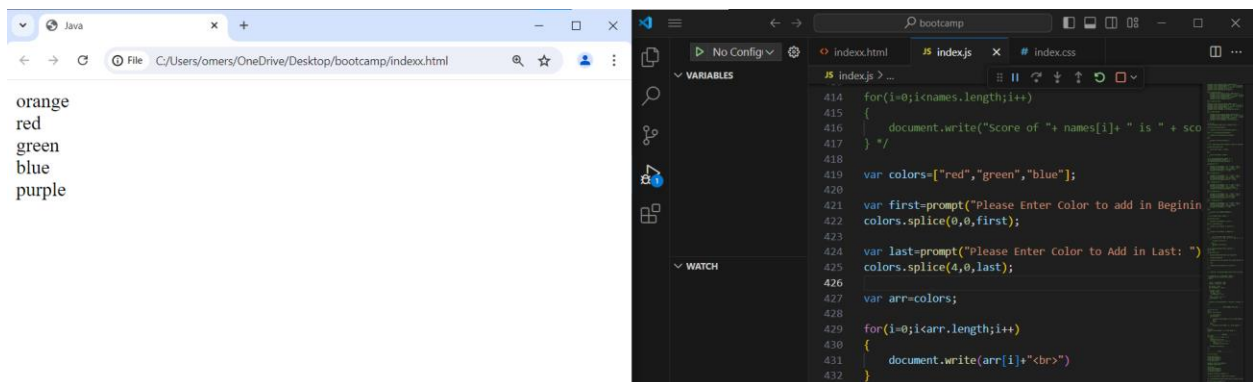 Java
File C:/Users/omers/OneDrive/Desktop/bootcamp/indexx.html
orange
red
green
blue
purple
bootcamp
No Config
indexx.html
JS index.js
# index.css
VARIABLES
WATCH
JS index.js > ...
414 for(i=0;i<names.length;i++)
415 {
416 document.write("Score of "+ names[i]+ " is " + sco
417 } */
418
419 var colors=["red","green","blue"];
420
421 var first=prompt("Please Enter Color to add in Beginin
422 colors.splice(0,0,first);
423
424 var last=prompt("Please Enter Color to Add in Last: ")
425 colors.splice(4,0,last);
426
427 var arr=colors;
428
429 for(i=0;i<arr.length;i++)
430 {
431 document.write(arr[i]+"<br>")
432 }
1